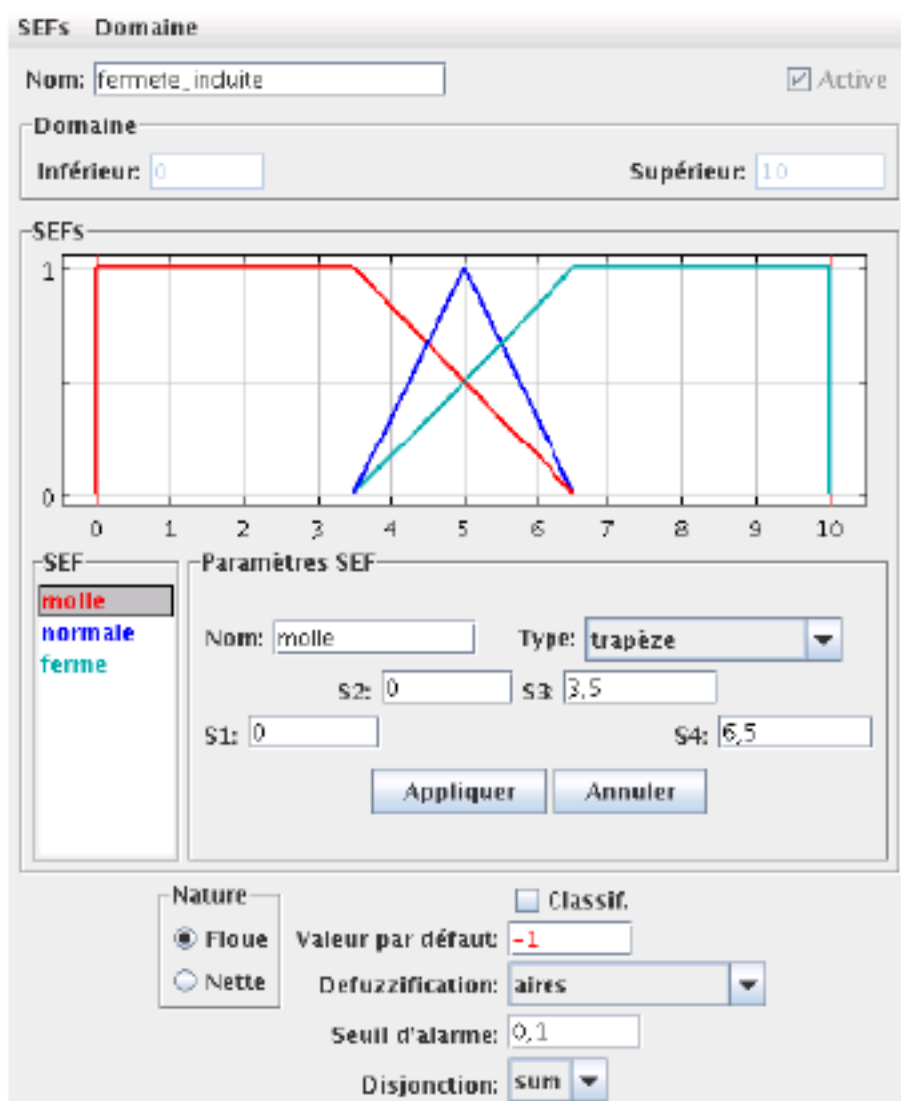 SEFs Domaine
Nom: fermete_induite Active
Domaine
Inférieur: 0 Supérieur: 10
SEFs
1
0
0 1 2 3 4 5 6 7 8 9 10
SEF
molle
normale
ferme
Paramètres SEF
Nom: molle Type: trapèze
S2: 0 S3: 3,5
S1: 0 S4: 6,5
Appliquer Annuler
Nature
Floue
Nette
Classif.
Valeur par défaut: -1
Defuzzification: aires
Seuil d'alarme: 0,1
Disjonction: sum